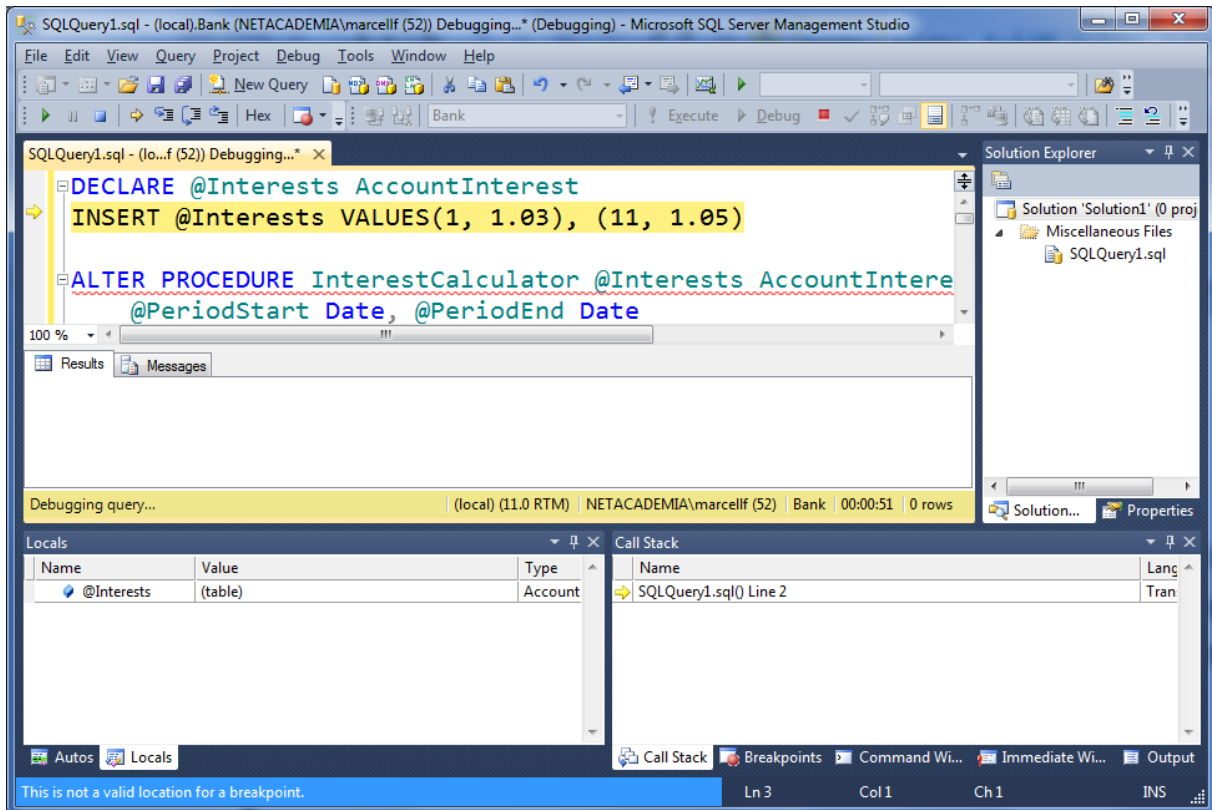 SQLQuery1.sql - (local).Bank (NETACADEMIA\marcellf (52)) Debugging...* (Debugging) - Microsoft SQL Server Management Studio
File Edit View Query Project Debug Tools Window Help
New Query
Hex Bank Execute Debug
SQLQuery1.sql - (lo...f (52)) Debugging...*
DECLARE @Interests AccountInterest
INSERT @Interests VALUES(1, 1.03), (11, 1.05)
ALTER PROCEDURE InterestCalculator @Interests AccountIntere
@PeriodStart Date, @PeriodEnd Date
100 %
Results Messages
Debugging query... (local) (11.0 RTM) NETACADEMIA\marcellf (52) Bank 00:00:51 0 rows
Solution Explorer
Solution 'Solution1' (0 proj
Miscellaneous Files
SQLQuery1.sql
Solution... Properties
Locals
Name Value Type
@Interests (table) Account
Autos Locals
Call Stack
Name Lang
SQLQuery1.sql() Line 2 Tran
Call Stack Breakpoints Command Wi... Immediate Wi... Output
This is not a valid location for a breakpoint. Ln 3 Col 1 Ch 1 INS